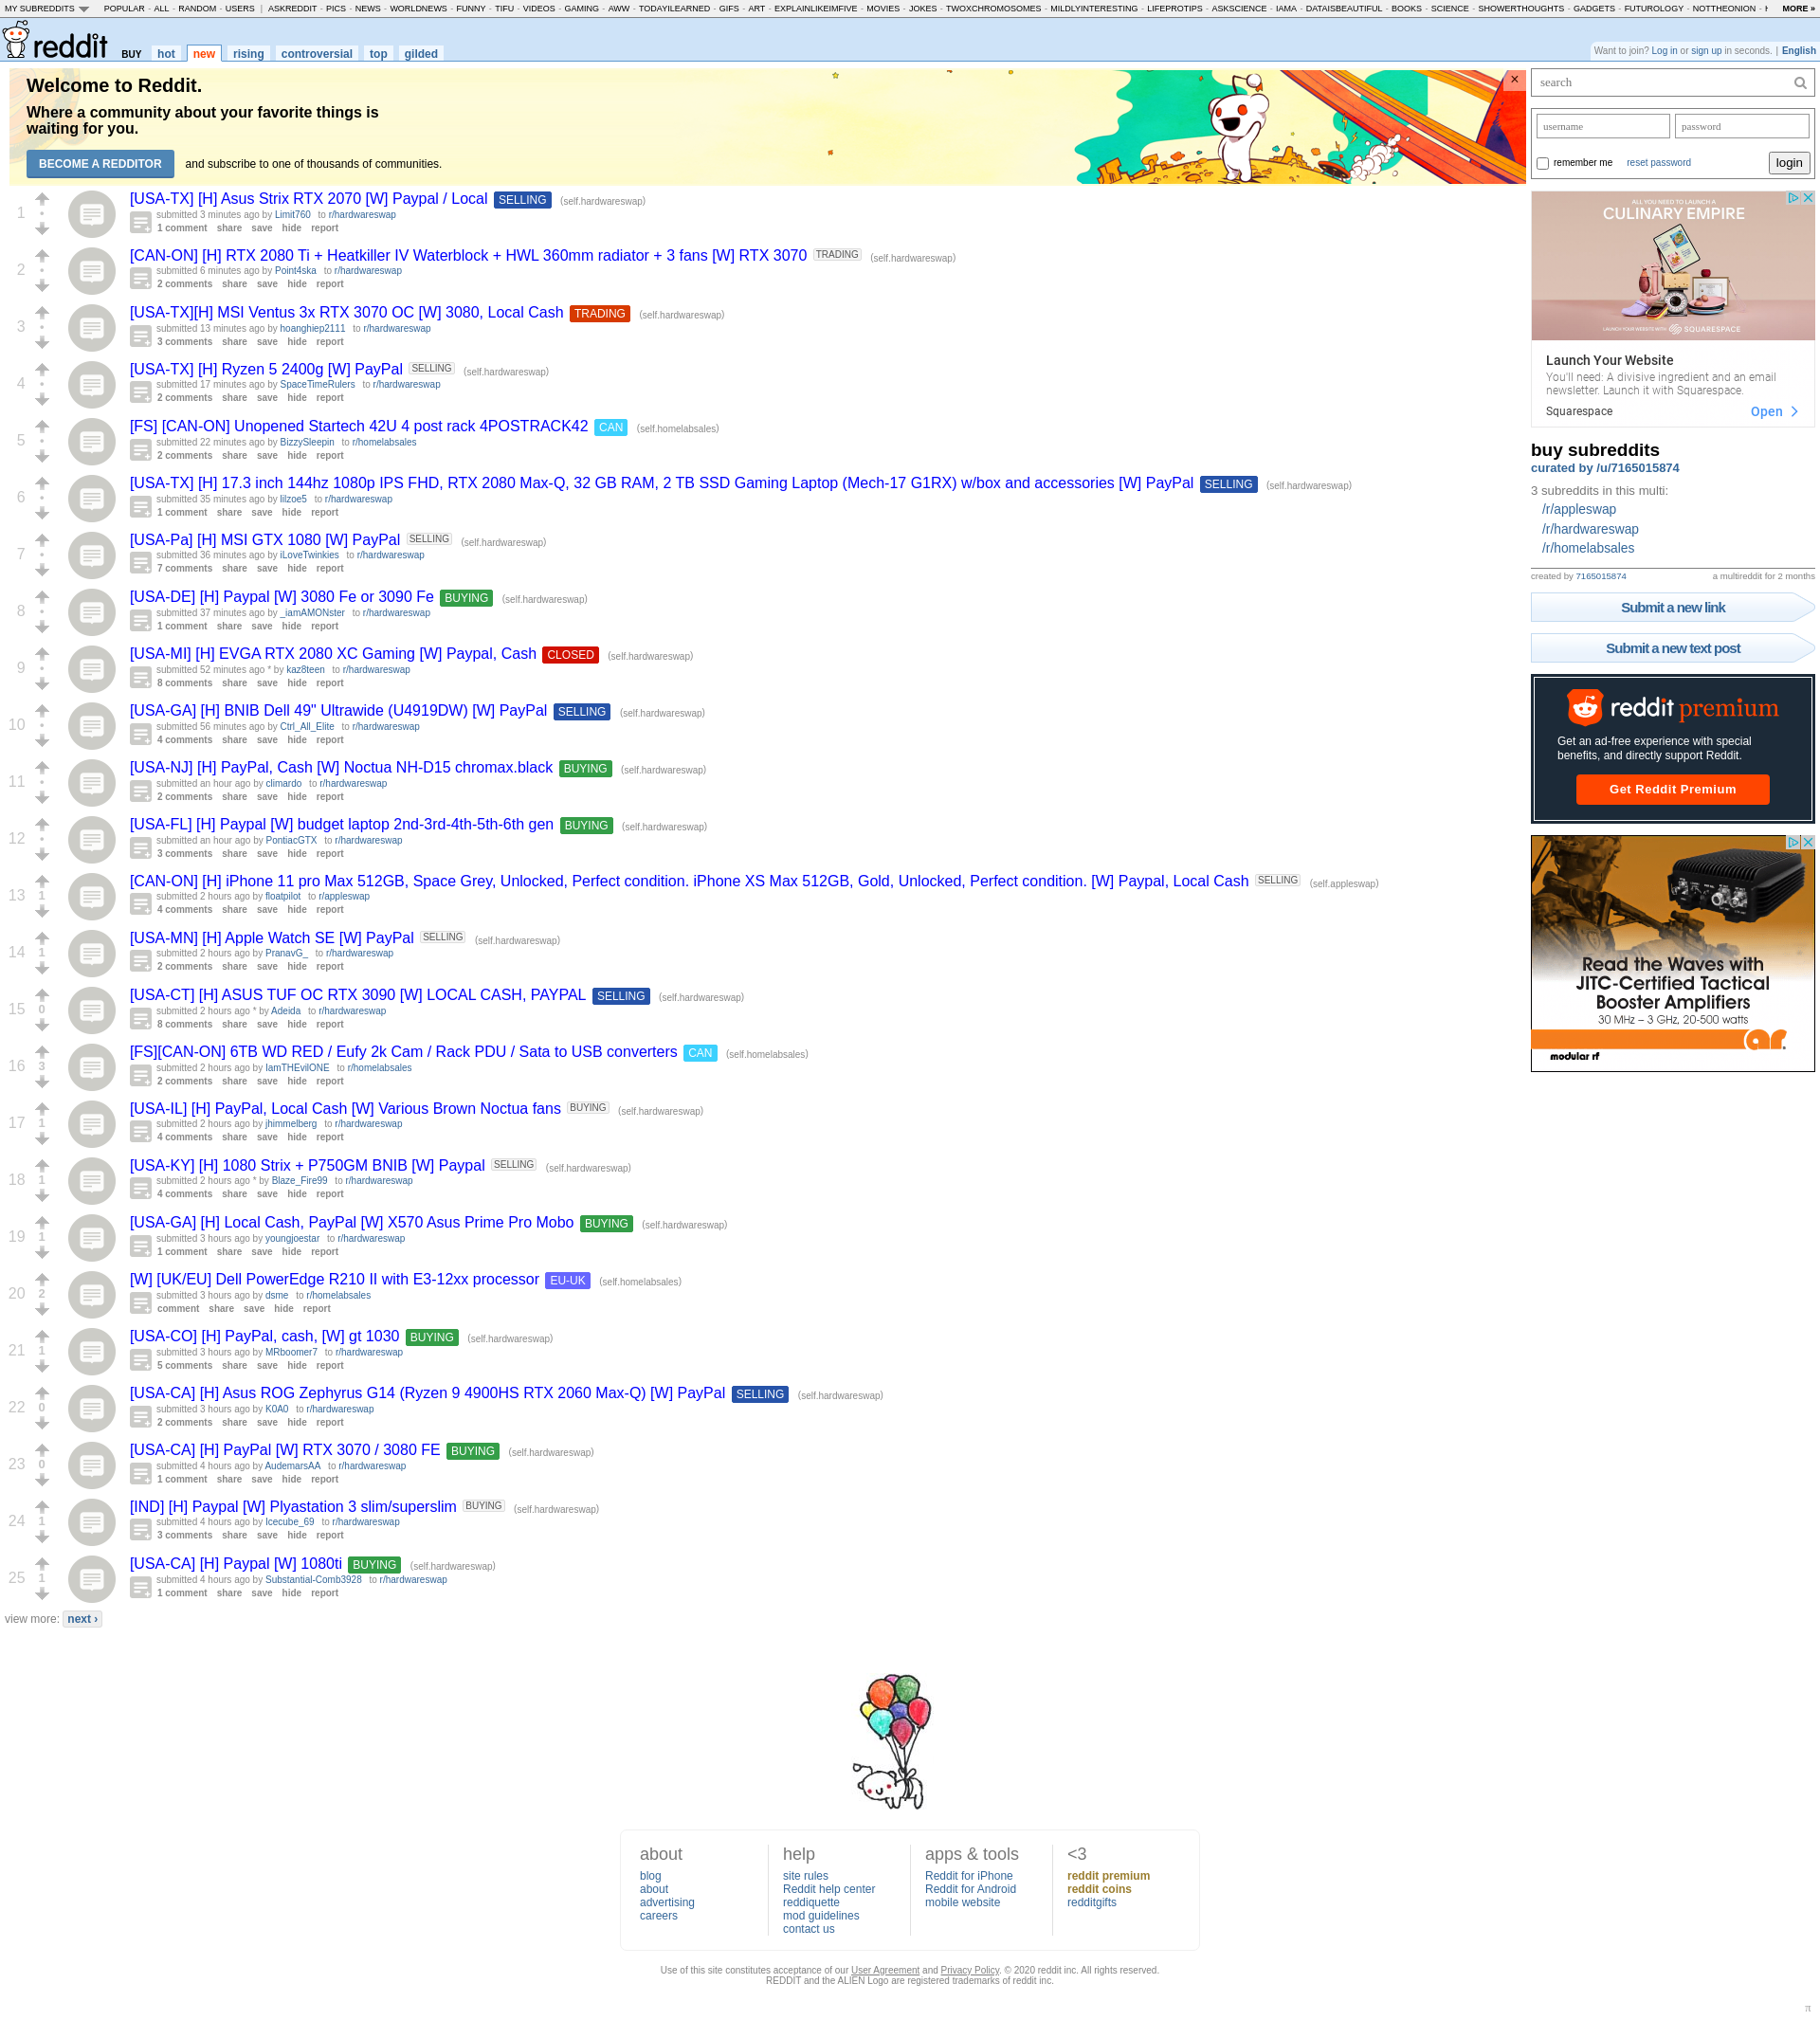 MY SUBREDDITS POPULAR - ALL - RANDOM - USERS | ASKREDDIT - PICS - NEWS - WORLDNEWS - FUNNY - TIFU - VIDEOS - GAMING - AWW - TODAYILEARNED - GIFS - ART - EXPLAINLIKEIMFIVE - MOVIES - JOKES - TWOXCHROMOSOMES - MILDLYINTERESTING - LIFEPROTIPS - ASKSCIENCE - IAMA - DATAISBEAUTIFUL - BOOKS - SCIENCE - SHOWERTHOUGHTS - GADGETS - FUTUROLOGY - NOTTHEONION - MORE »
reddit BUY hot new rising controversial top gilded
Want to join? Log in or sign up in seconds. | English
Welcome to Reddit.
Where a community about your favorite things is
waiting for you.
BECOME A REDDITOR and subscribe to one of thousands of communities.
1 [USA-TX] [H] Asus Strix RTX 2070 [W] Paypal / Local SELLING (self.hardwareswap)
submitted 3 minutes ago by Limit760 to r/hardwareswap
1 comment share save hide report
2 [CAN-ON] [H] RTX 2080 Ti + Heatkiller IV Waterblock + HWL 360mm radiator + 3 fans [W] RTX 3070 TRADING (self.hardwareswap)
submitted 6 minutes ago by Point4ska to r/hardwareswap
2 comments share save hide report
3 [USA-TX][H] MSI Ventus 3x RTX 3070 OC [W] 3080, Local Cash TRADING (self.hardwareswap)
submitted 13 minutes ago by hoanghiep2111 to r/hardwareswap
3 comments share save hide report
4 [USA-TX] [H] Ryzen 5 2400g [W] PayPal SELLING (self.hardwareswap)
submitted 17 minutes ago by SpaceTimeRulers to r/hardwareswap
2 comments share save hide report
5 [FS] [CAN-ON] Unopened Startech 42U 4 post rack 4POSTRACK42 CAN (self.homelabsales)
submitted 22 minutes ago by BizzySleepin to r/homelabsales
2 comments share save hide report
6 [USA-TX] [H] 17.3 inch 144hz 1080p IPS FHD, RTX 2080 Max-Q, 32 GB RAM, 2 TB SSD Gaming Laptop (Mech-17 G1RX) w/box and accessories [W] PayPal SELLING (self.hardwareswap)
submitted 35 minutes ago by lilzoe5 to r/hardwareswap
1 comment share save hide report
7 [USA-Pa] [H] MSI GTX 1080 [W] PayPal SELLING (self.hardwareswap)
submitted 36 minutes ago by iLoveTwinkies to r/hardwareswap
7 comments share save hide report
8 [USA-DE] [H] Paypal [W] 3080 Fe or 3090 Fe BUYING (self.hardwareswap)
submitted 37 minutes ago by _iamAMONster to r/hardwareswap
1 comment share save hide report
9 [USA-MI] [H] EVGA RTX 2080 XC Gaming [W] Paypal, Cash CLOSED (self.hardwareswap)
submitted 52 minutes ago * by kaz8teen to r/hardwareswap
8 comments share save hide report
10 [USA-GA] [H] BNIB Dell 49" Ultrawide (U4919DW) [W] PayPal SELLING (self.hardwareswap)
submitted 56 minutes ago by Ctrl_All_Elite to r/hardwareswap
4 comments share save hide report
11 [USA-NJ] [H] PayPal, Cash [W] Noctua NH-D15 chromax.black BUYING (self.hardwareswap)
submitted an hour ago by climardo to r/hardwareswap
2 comments share save hide report
12 [USA-FL] [H] Paypal [W] budget laptop 2nd-3rd-4th-5th-6th gen BUYING (self.hardwareswap)
submitted an hour ago by PontiacGTX to r/hardwareswap
3 comments share save hide report
13 1 [CAN-ON] [H] iPhone 11 pro Max 512GB, Space Grey, Unlocked, Perfect condition. iPhone XS Max 512GB, Gold, Unlocked, Perfect condition. [W] Paypal, Local Cash SELLING (self.appleswap)
submitted 2 hours ago by floatpilot to r/appleswap
4 comments share save hide report
14 1 [USA-MN] [H] Apple Watch SE [W] PayPal SELLING (self.hardwareswap)
submitted 2 hours ago by PranavG_ to r/hardwareswap
2 comments share save hide report
15 0 [USA-CT] [H] ASUS TUF OC RTX 3090 [W] LOCAL CASH, PAYPAL SELLING (self.hardwareswap)
submitted 2 hours ago * by Adeida to r/hardwareswap
8 comments share save hide report
16 3 [FS][CAN-ON] 6TB WD RED / Eufy 2k Cam / Rack PDU / Sata to USB converters CAN (self.homelabsales)
submitted 2 hours ago by IamTHEvilONE to r/homelabsales
2 comments share save hide report
17 1 [USA-IL] [H] PayPal, Local Cash [W] Various Brown Noctua fans BUYING (self.hardwareswap)
submitted 2 hours ago by jhimmelberg to r/hardwareswap
4 comments share save hide report
18 1 [USA-KY] [H] 1080 Strix + P750GM BNIB [W] Paypal SELLING (self.hardwareswap)
submitted 2 hours ago * by Blaze_Fire99 to r/hardwareswap
4 comments share save hide report
19 1 [USA-GA] [H] Local Cash, PayPal [W] X570 Asus Prime Pro Mobo BUYING (self.hardwareswap)
submitted 3 hours ago by youngjoestar to r/hardwareswap
1 comment share save hide report
20 2 [W] [UK/EU] Dell PowerEdge R210 II with E3-12xx processor EU-UK (self.homelabsales)
submitted 3 hours ago by dsme to r/homelabsales
comment share save hide report
21 1 [USA-CO] [H] PayPal, cash, [W] gt 1030 BUYING (self.hardwareswap)
submitted 3 hours ago by MRboomer7 to r/hardwareswap
5 comments share save hide report
22 0 [USA-CA] [H] Asus ROG Zephyrus G14 (Ryzen 9 4900HS RTX 2060 Max-Q) [W] PayPal SELLING (self.hardwareswap)
submitted 3 hours ago by K0A0 to r/hardwareswap
2 comments share save hide report
23 0 [USA-CA] [H] PayPal [W] RTX 3070 / 3080 FE BUYING (self.hardwareswap)
submitted 4 hours ago by AudemarsAA to r/hardwareswap
1 comment share save hide report
24 1 [IND] [H] Paypal [W] Plyastation 3 slim/superslim BUYING (self.hardwareswap)
submitted 4 hours ago by Icecube_69 to r/hardwareswap
3 comments share save hide report
25 1 [USA-CA] [H] Paypal [W] 1080ti BUYING (self.hardwareswap)
submitted 4 hours ago by Substantial-Comb3928 to r/hardwareswap
1 comment share save hide report
view more: next ›
search
username password
remember me reset password login
ALL YOU NEED TO LAUNCH A
CULINARY EMPIRE
LAUNCH YOUR WEBSITE WITH SQUARESPACE
Launch Your Website
You'll need: A divisive ingredient and an email
newsletter. Launch it with Squarespace.
Squarespace Open
buy subreddits
curated by /u/7165015874
3 subreddits in this multi:
/r/appleswap
/r/hardwareswap
/r/homelabsales
created by 7165015874 a multireddit for 2 months
Submit a new link
Submit a new text post
reddit premium
Get an ad-free experience with special
benefits, and directly support Reddit.
Get Reddit Premium
Read the Waves with
JITC-Certified Tactical
Booster Amplifiers
30 MHz – 3 GHz, 20-500 watts
ar.
modular rf
about
blog
about
advertising
careers
help
site rules
Reddit help center
reddiquette
mod guidelines
contact us
apps & tools
Reddit for iPhone
Reddit for Android
mobile website
<3
reddit premium
reddit coins
redditgifts
Use of this site constitutes acceptance of our User Agreement and Privacy Policy. © 2020 reddit inc. All rights reserved.
REDDIT and the ALIEN Logo are registered trademarks of reddit inc.
π